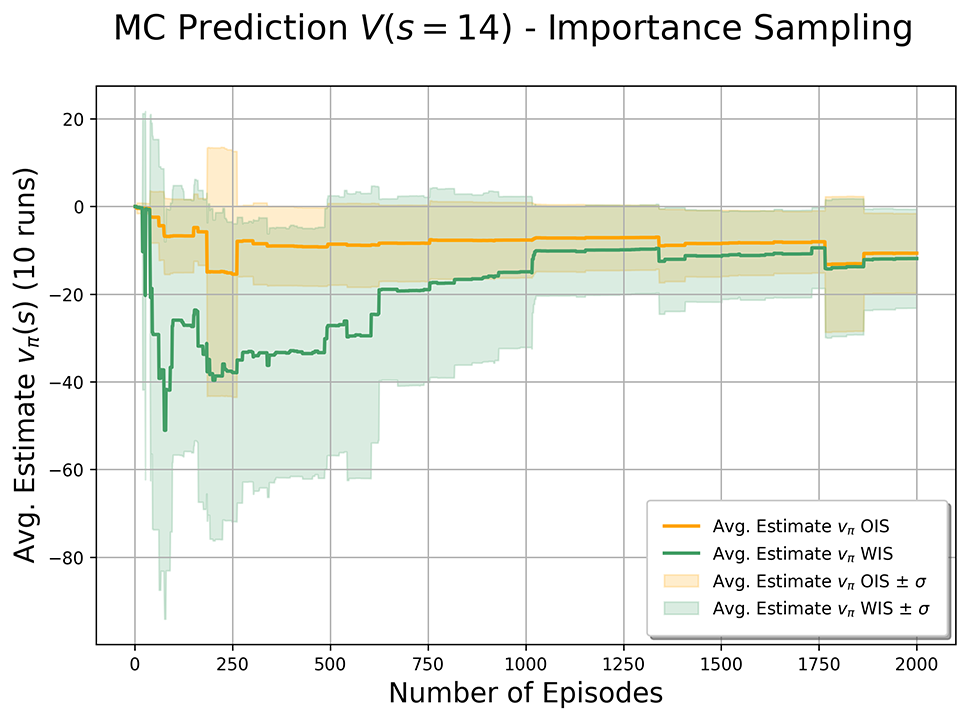 MC Prediction V(s = 14) - Importance Sampling
Avg. Estimate vπ(s) (10 runs)
20
0
−20
−40
−60
−80
0 250 500 750 1000 1250 1500 1750 2000
Number of Episodes
Avg. Estimate vπ OIS
Avg. Estimate vπ WIS
Avg. Estimate vπ OIS ± σ
Avg. Estimate vπ WIS ± σ